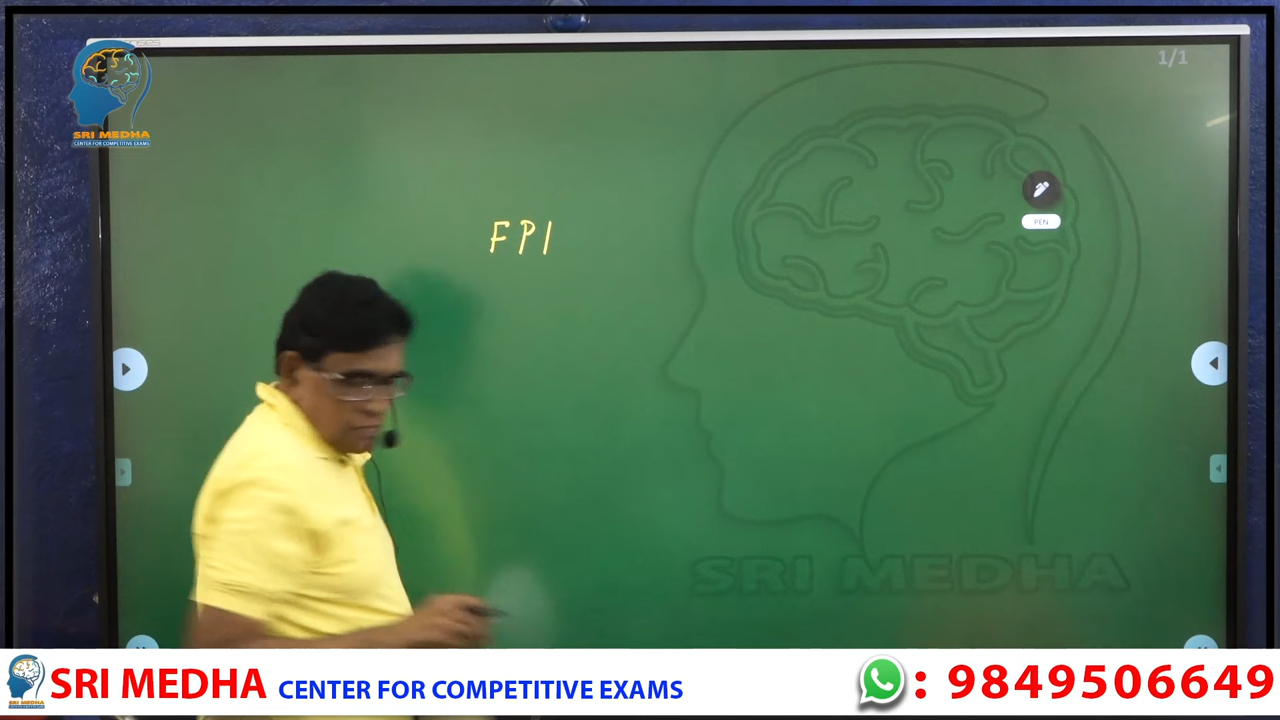 1/1
SRI MEDHA
CENTER FOR COMPETITIVE EXAMS
PEN
FPI
SRI MEDHA
SRI MEDHA CENTER FOR COMPETITIVE EXAMS : 9849506649